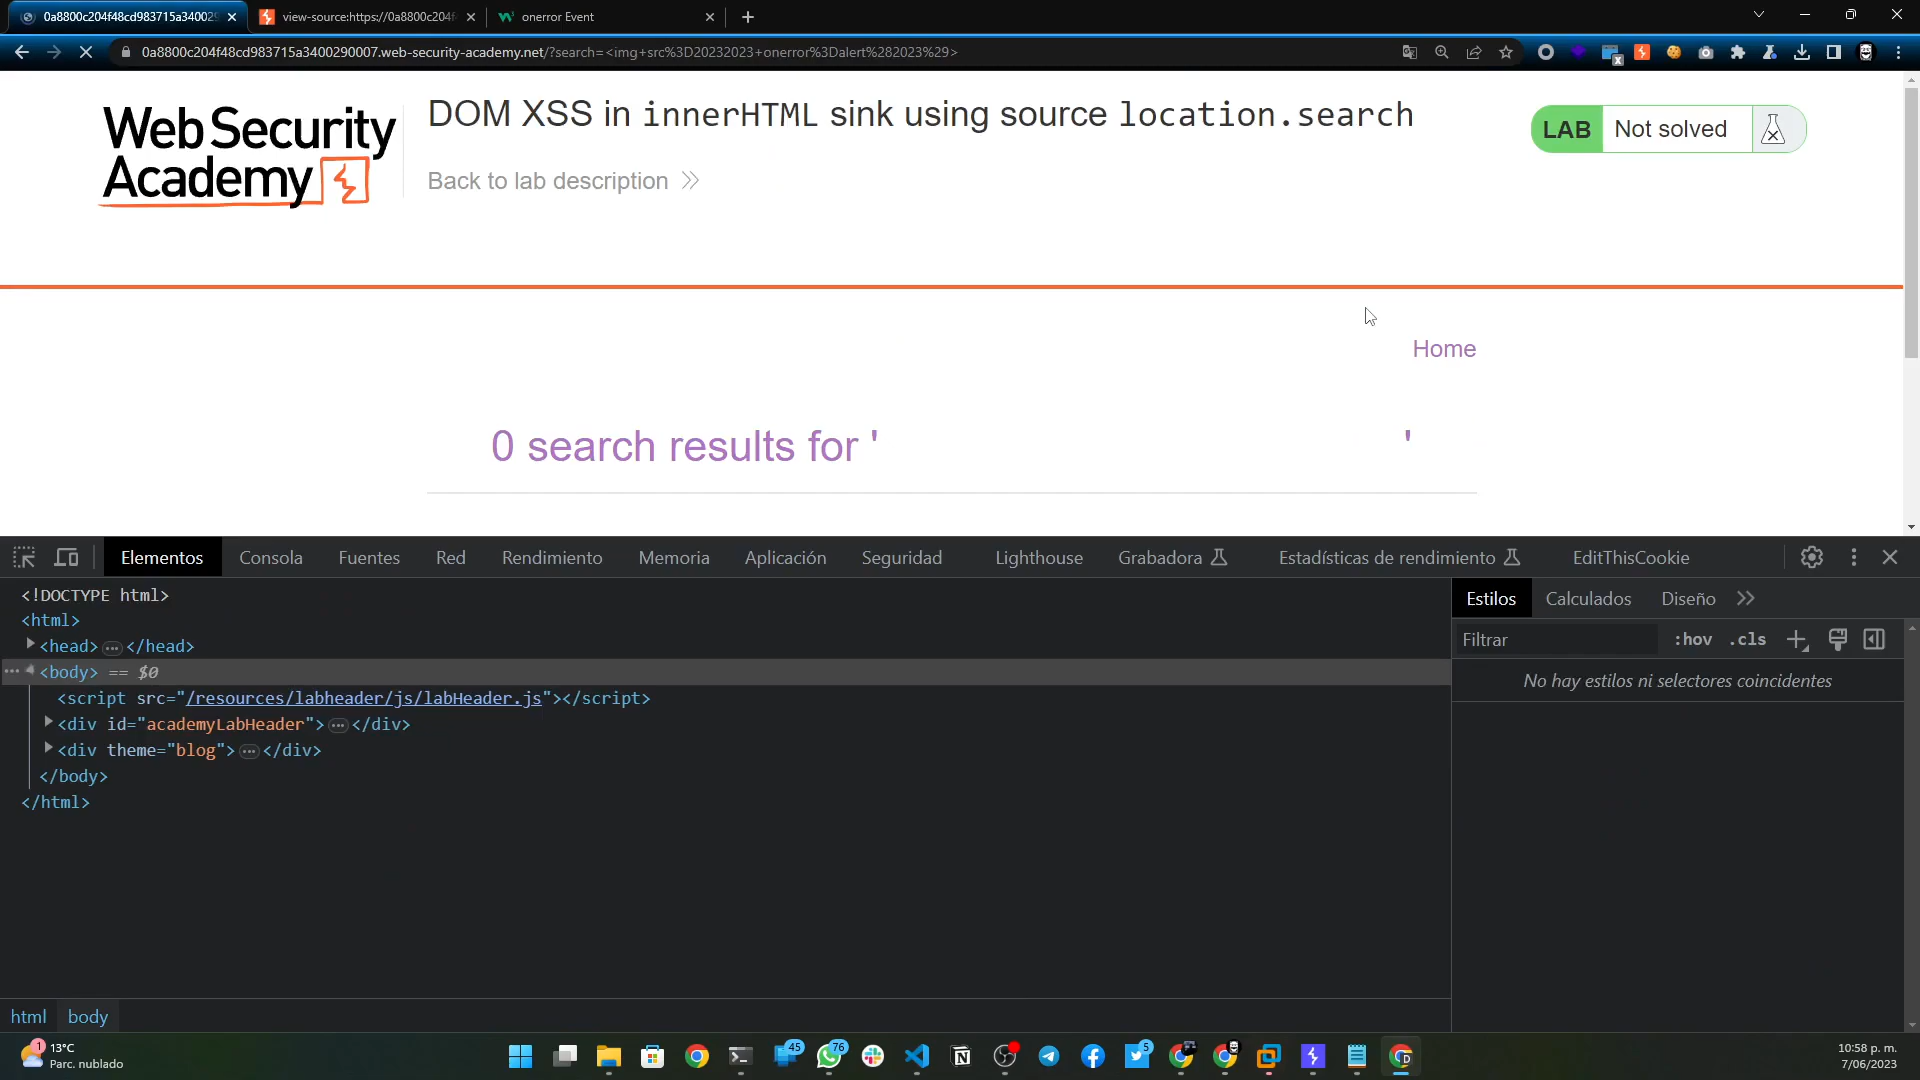 0a8800c204f48cd983715a34002
view-source:https://0a8800c204f
onerror Event
0a8800c204f48cd983715a3400290007.web-security-academy.net/?search=<img+src%3D20232023+onerror%3Dalert%282023%29>
Web Security
Academy
DOM XSS in innerHTML sink using source location.search
Back to lab description
LAB
Not solved
Home
0 search results for '
'
Elementos
Consola
Fuentes
Red
Rendimiento
Memoria
Aplicación
Seguridad
Lighthouse
Grabadora
Estadísticas de rendimiento
EditThisCookie
<!DOCTYPE html>
<html>
<head>…</head>
<body> == $0
<script src="/resources/labheader/js/labHeader.js"></script>
<div id="academyLabHeader">…</div>
<div theme="blog">…</div>
</body>
</html>
Estilos
Calculados
Diseño
Filtrar
:hov
.cls
No hay estilos ni selectores coincidentes
html
body
1
13°C
Parc. nublado
45
76
5
10:58 p. m.
7/06/2023